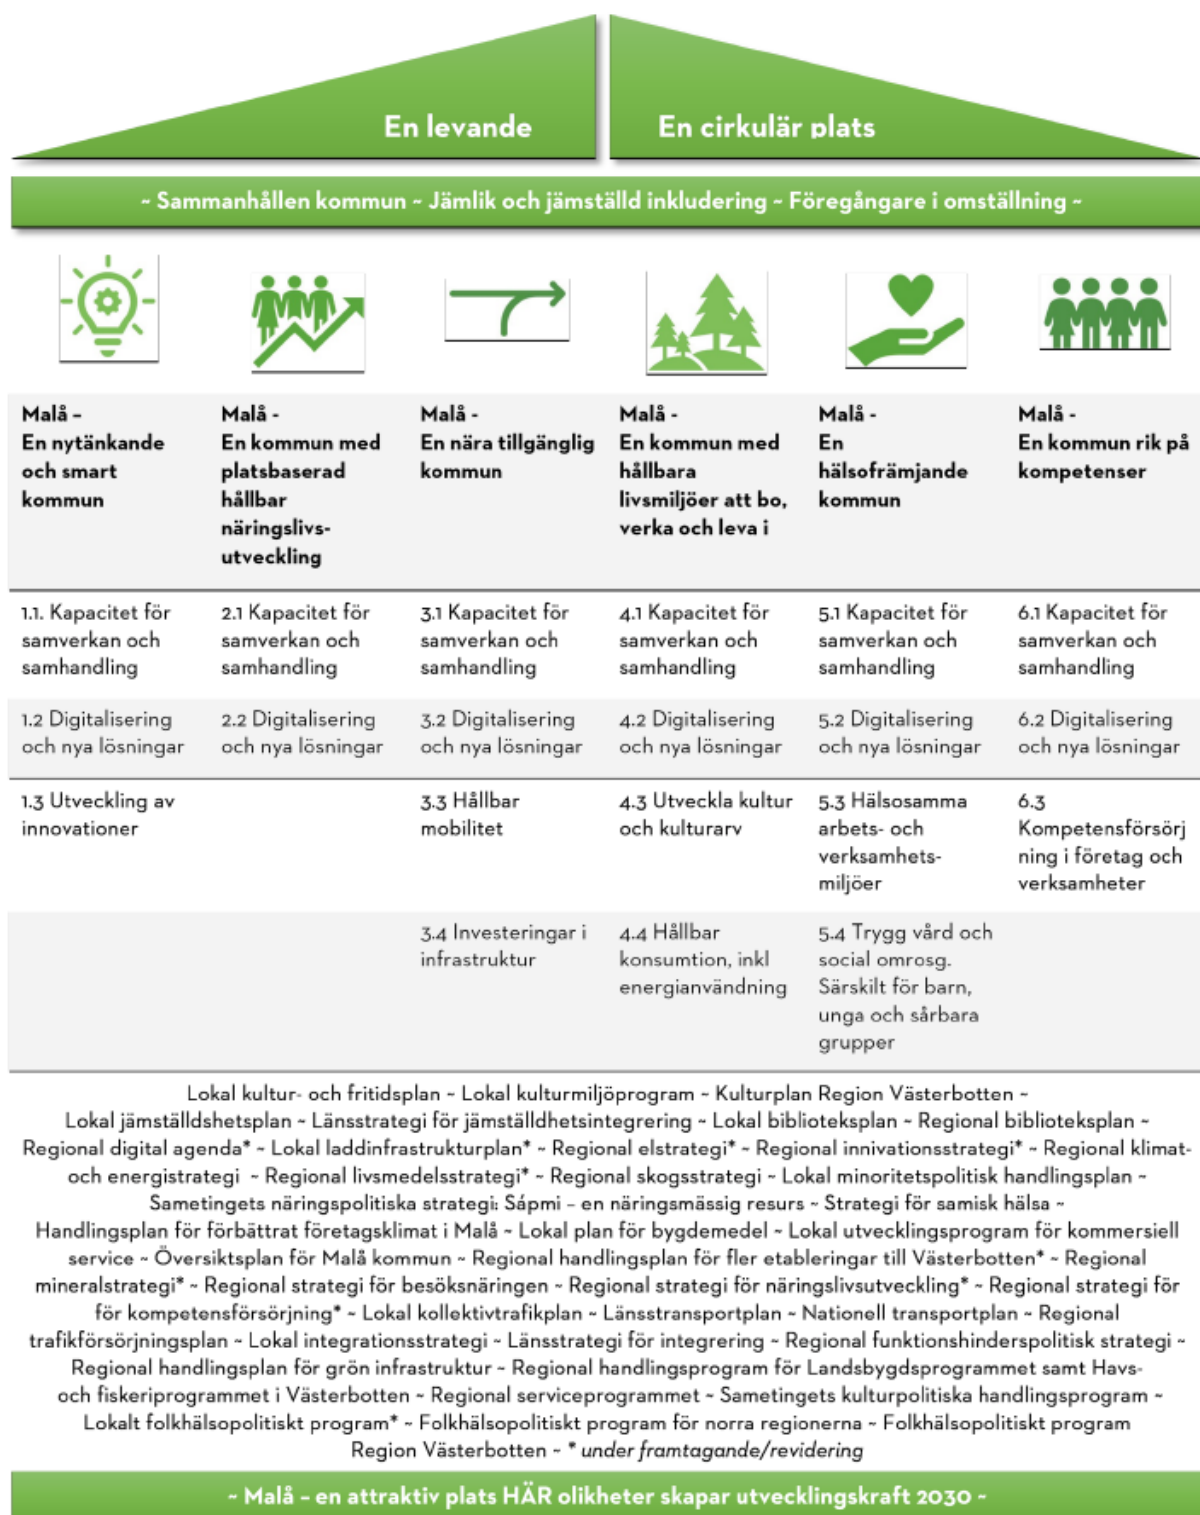 En levande
En cirkulär plats
~ Sammanhållen kommun ~ Jämlik och jämställd inkludering ~ Föregångare i omställning ~
Malå –
En nytänkande
och smart
kommun
Malå -
En kommun med
platsbaserad
hållbar
näringslivs-
utveckling
Malå -
En nära tillgänglig
kommun
Malå -
En kommun med
hållbara
livsmiljöer att bo,
verka och leva i
Malå -
En
hälsofrämjande
kommun
Malå -
En kommun rik på
kompetenser
1.1. Kapacitet för
samverkan och
samhandling
2.1 Kapacitet för
samverkan och
samhandling
3.1 Kapacitet för
samverkan och
samhandling
4.1 Kapacitet för
samverkan och
samhandling
5.1 Kapacitet för
samverkan och
samhandling
6.1 Kapacitet för
samverkan och
samhandling
1.2 Digitalisering
och nya lösningar
2.2 Digitalisering
och nya lösningar
3.2 Digitalisering
och nya lösningar
4.2 Digitalisering
och nya lösningar
5.2 Digitalisering
och nya lösningar
6.2 Digitalisering
och nya lösningar
1.3 Utveckling av
innovationer
3.3 Hållbar
mobilitet
4.3 Utveckla kultur
och kulturarv
5.3 Hälsosamma
arbets- och
verksamhets-
miljöer
6.3
Kompetensförsörj
ning i företag och
verksamheter
3.4 Investeringar i
infrastruktur
4.4 Hållbar
konsumtion, inkl
energianvändning
5.4 Trygg vård och
social omrosg.
Särskilt för barn,
unga och sårbara
grupper
Lokal kultur- och fritidsplan ~ Lokal kulturmiljöprogram ~ Kulturplan Region Västerbotten ~
Lokal jämställdshetsplan ~ Länsstrategi för jämställdhetsintegrering ~ Lokal biblioteksplan ~ Regional biblioteksplan ~
Regional digital agenda* ~ Lokal laddinfrastrukturplan* ~ Regional elstrategi* ~ Regional innivationsstrategi* ~ Regional klimat-
och energistrategi ~ Regional livsmedelsstrategi* ~ Regional skogsstrategi ~ Lokal minoritetspolitisk handlingsplan ~
Sametingets näringspolitiska strategi: Sápmi – en näringsmässig resurs ~ Strategi för samisk hälsa ~
Handlingsplan för förbättrat företagsklimat i Malå ~ Lokal plan för bygdemedel ~ Lokal utvecklingsprogram för kommersiell
service ~ Översiktsplan för Malå kommun ~ Regional handlingsplan för fler etableringar till Västerbotten* ~ Regional
mineralstrategi* ~ Regional strategi för besöksnäringen ~ Regional strategi för näringslivsutveckling* ~ Regional strategi för
för kompetensförsörjning* ~ Lokal kollektivtrafikplan ~ Länsstransportplan ~ Nationell transportplan ~ Regional
trafikförsörjningsplan ~ Lokal integrationsstrategi ~ Länsstrategi för integrering ~ Regional funktionshinderspolitisk strategi ~
Regional handlingsplan för grön infrastruktur ~ Regional handlingsprogram för Landsbygdsprogrammet samt Havs-
och fiskeriprogrammet i Västerbotten ~ Regional serviceprogrammet ~ Sametingets kulturpolitiska handlingsprogram ~
Lokalt folkhälsopolitiskt program* ~ Folkhälsopolitiskt program för norra regionerna ~ Folkhälsopolitiskt program
Region Västerbotten ~ * under framtagande/revidering
~ Malå – en attraktiv plats HÄR olikheter skapar utvecklingskraft 2030 ~